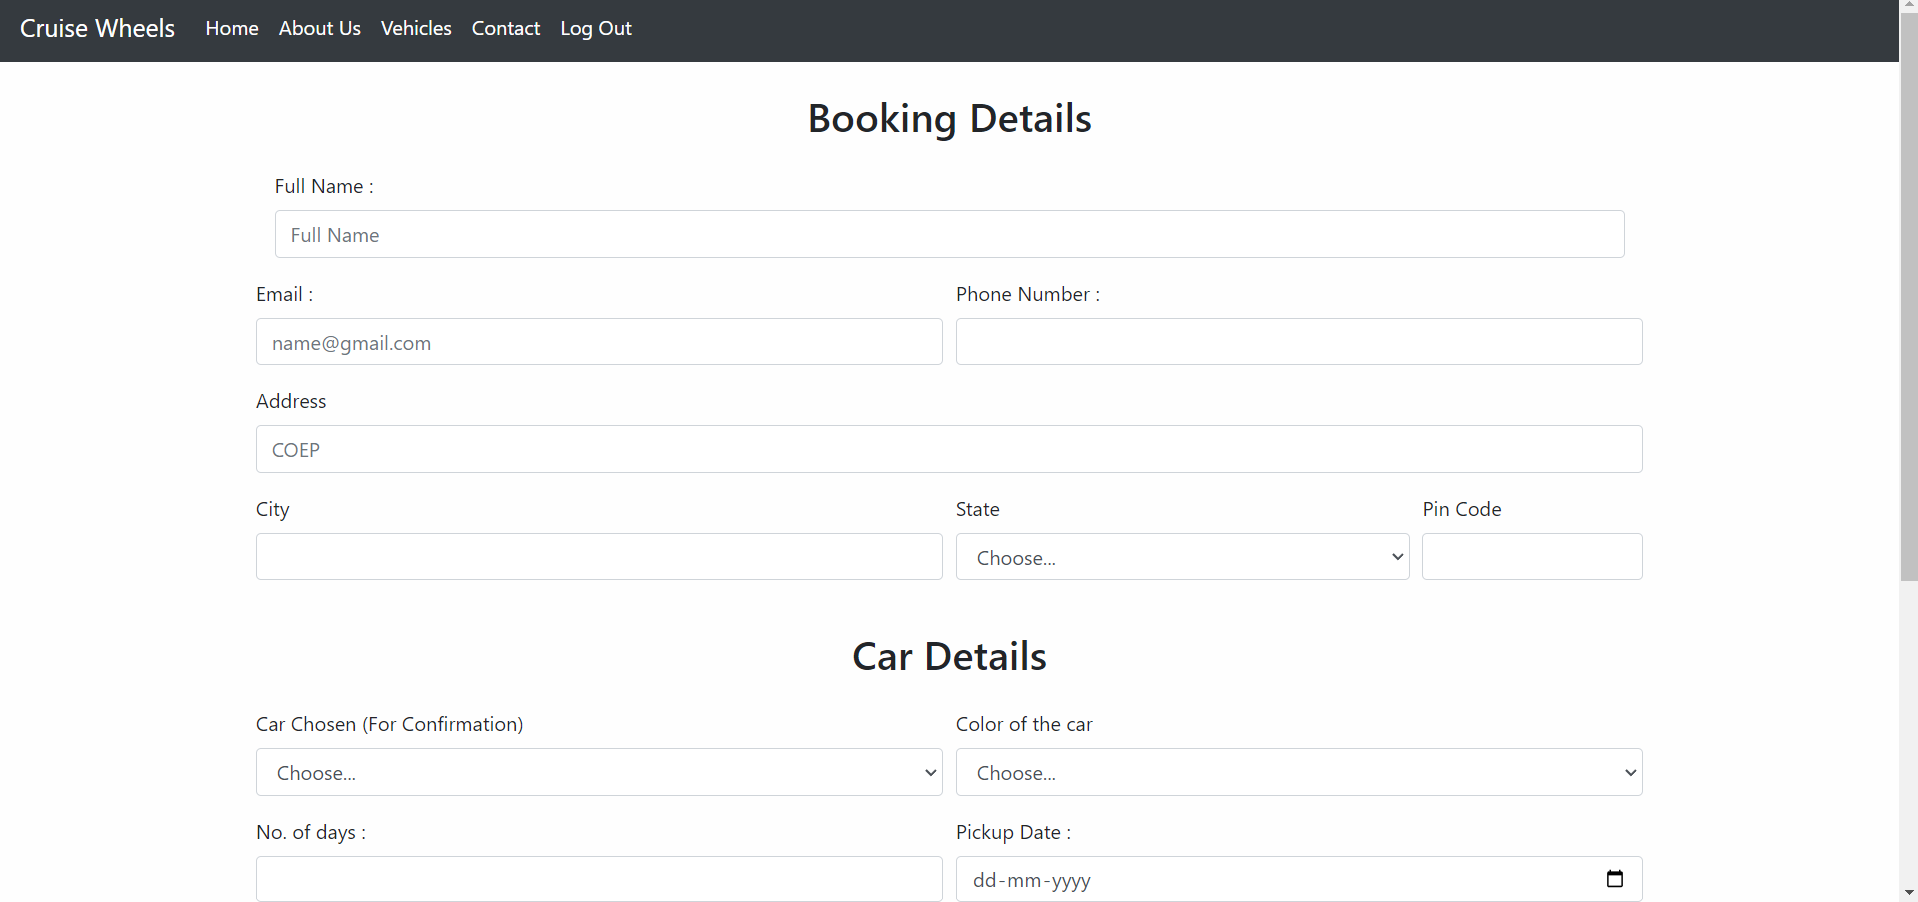 Cruise Wheels Home About Us Vehicles Contact Log Out
Booking Details
Full Name :
Full Name
Email : Phone Number :
name@gmail.com
Address
COEP
City State Pin Code
Choose...
Car Details
Car Chosen (For Confirmation) Color of the car
Choose... Choose...
No. of days : Pickup Date :
dd-mm-yyyy